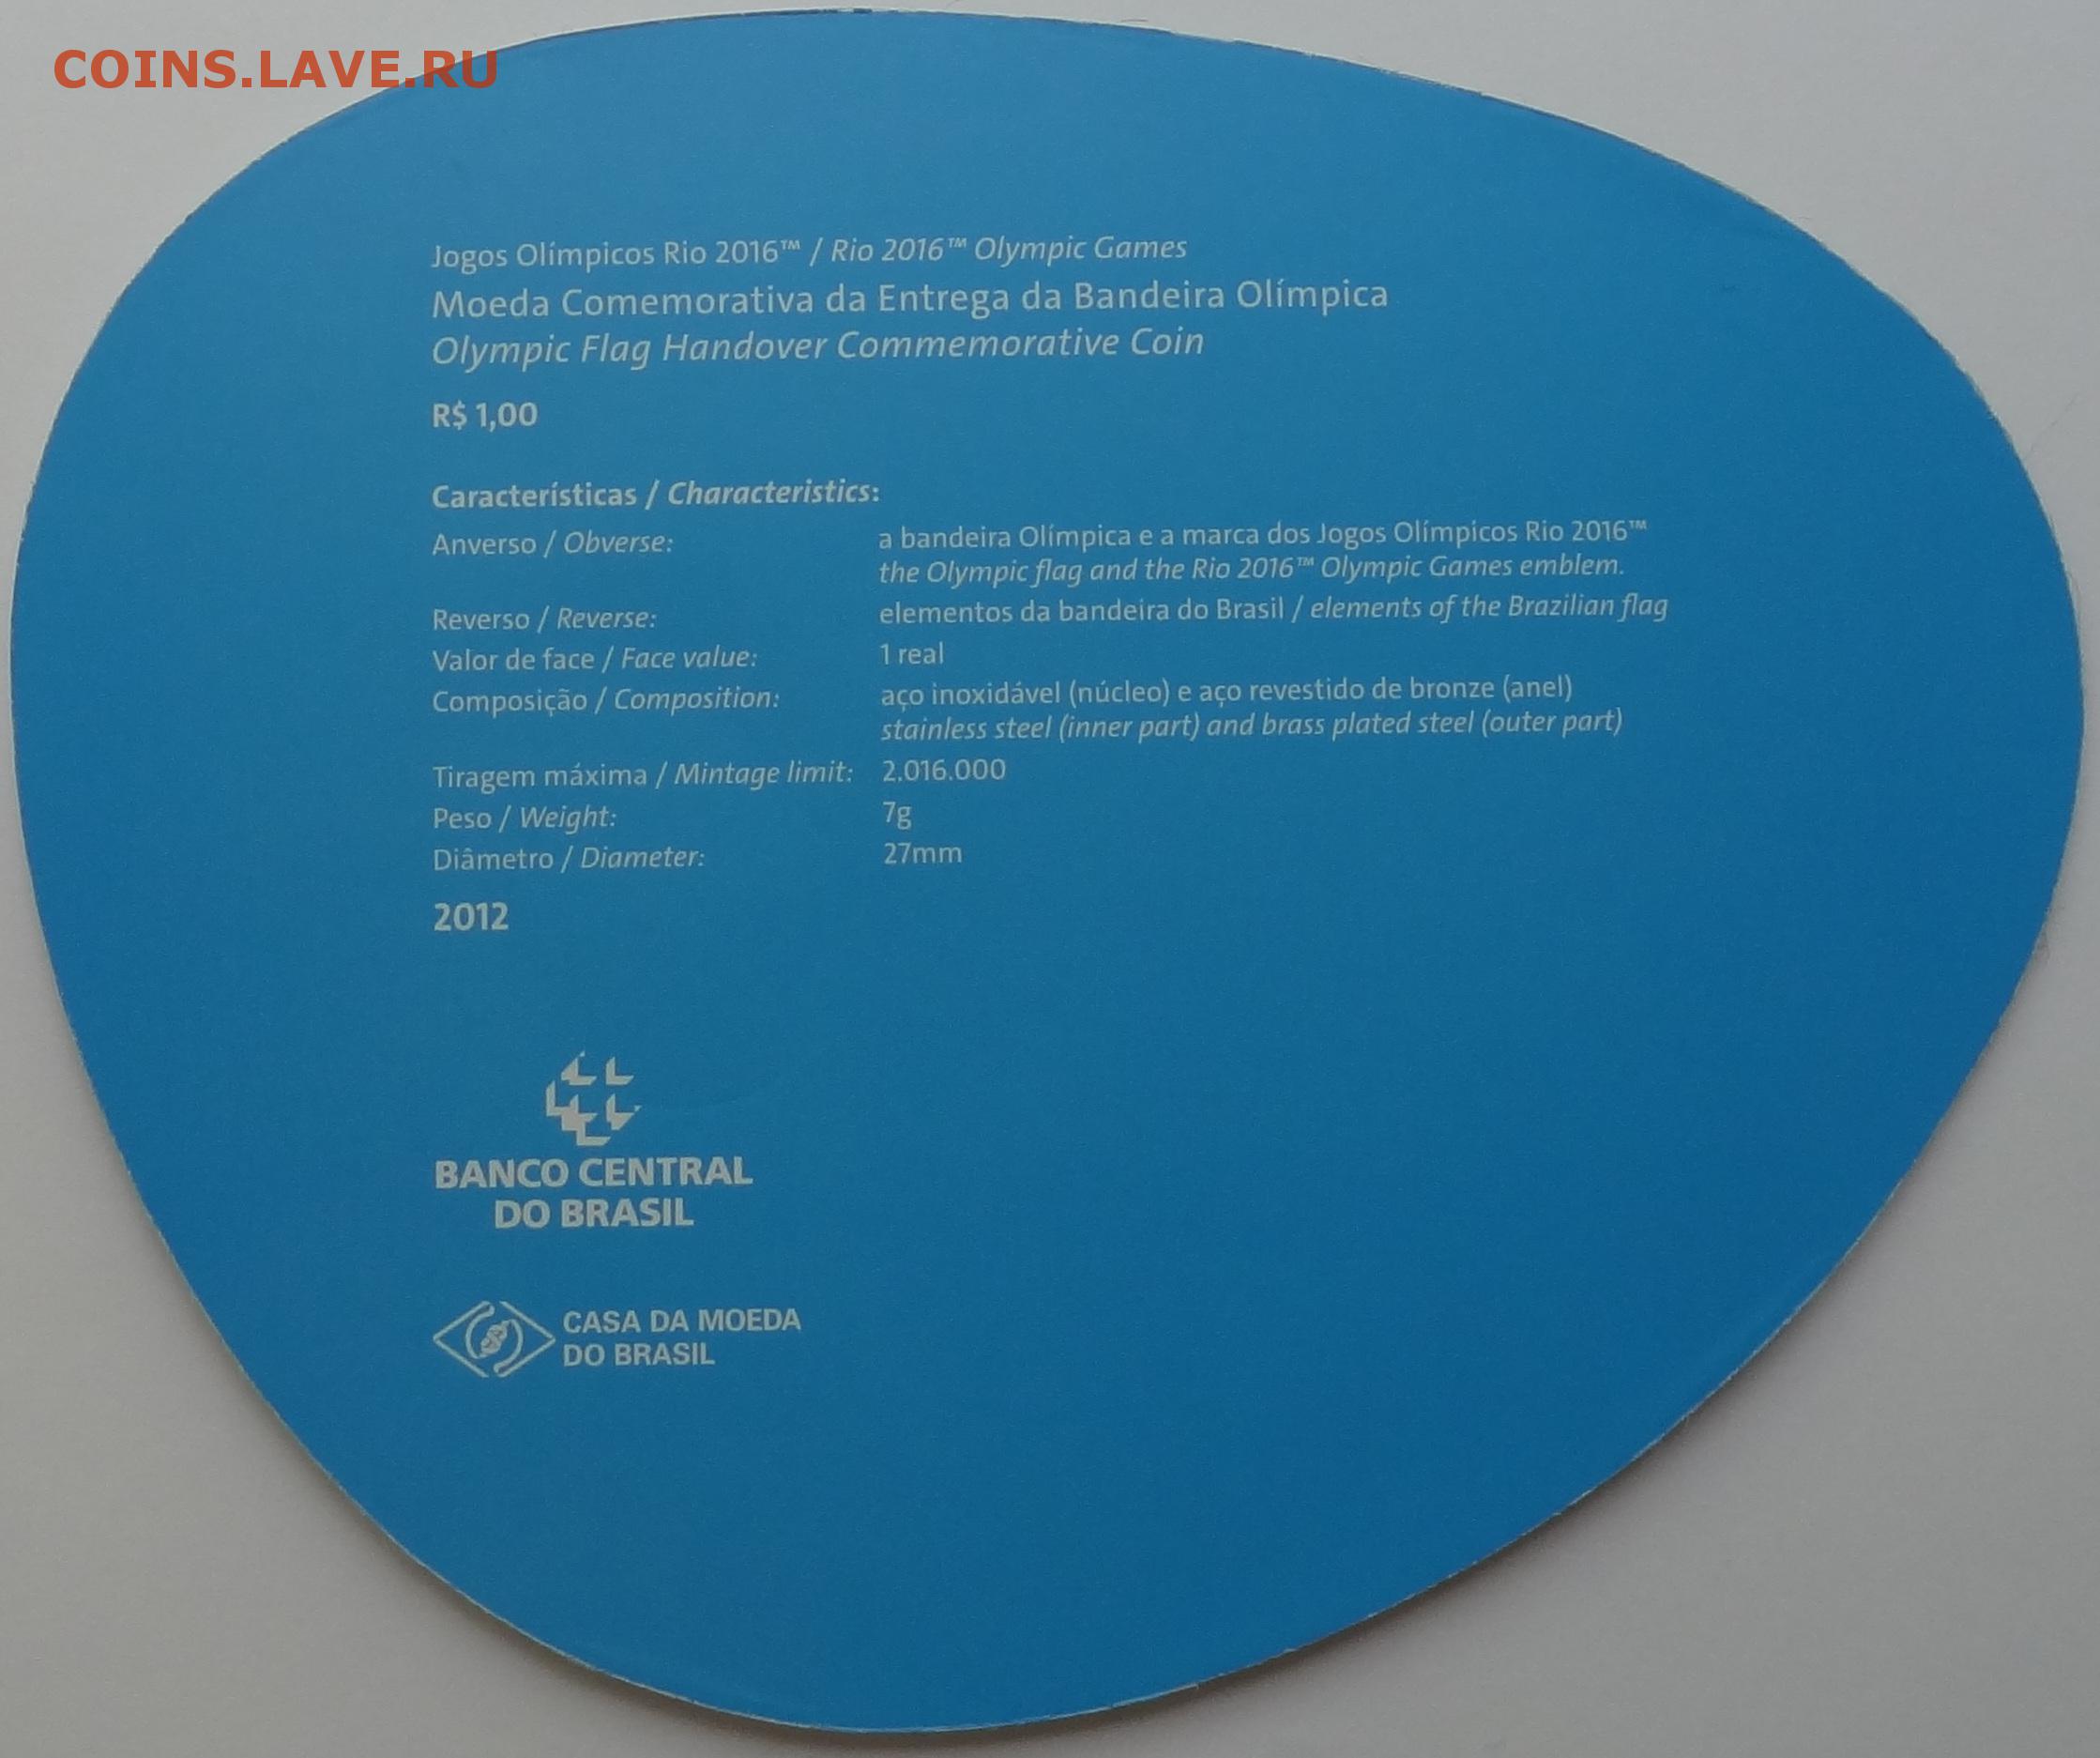 COINS.LAVE.RU
Jogos Olímpicos Rio 2016™ / Rio 2016™ Olympic Games
Moeda Comemorativa da Entrega da Bandeira Olímpica
Olympic Flag Handover Commemorative Coin
R$ 1,00
Características / Characteristics:
Anverso / Obverse: a bandeira Olímpica e a marca dos Jogos Olímpicos Rio 2016™
the Olympic flag and the Rio 2016™ Olympic Games emblem.
Reverso / Reverse: elementos da bandeira do Brasil / elements of the Brazilian flag
Valor de face / Face value: 1 real
Composição / Composition: aço inoxidável (núcleo) e aço revestido de bronze (anel)
stainless steel (inner part) and brass plated steel (outer part)
Tiragem máxima / Mintage limit: 2.016.000
Peso / Weight: 7g
Diâmetro / Diameter: 27mm
2012
BANCO CENTRAL
DO BRASIL
CASA DA MOEDA
DO BRASIL